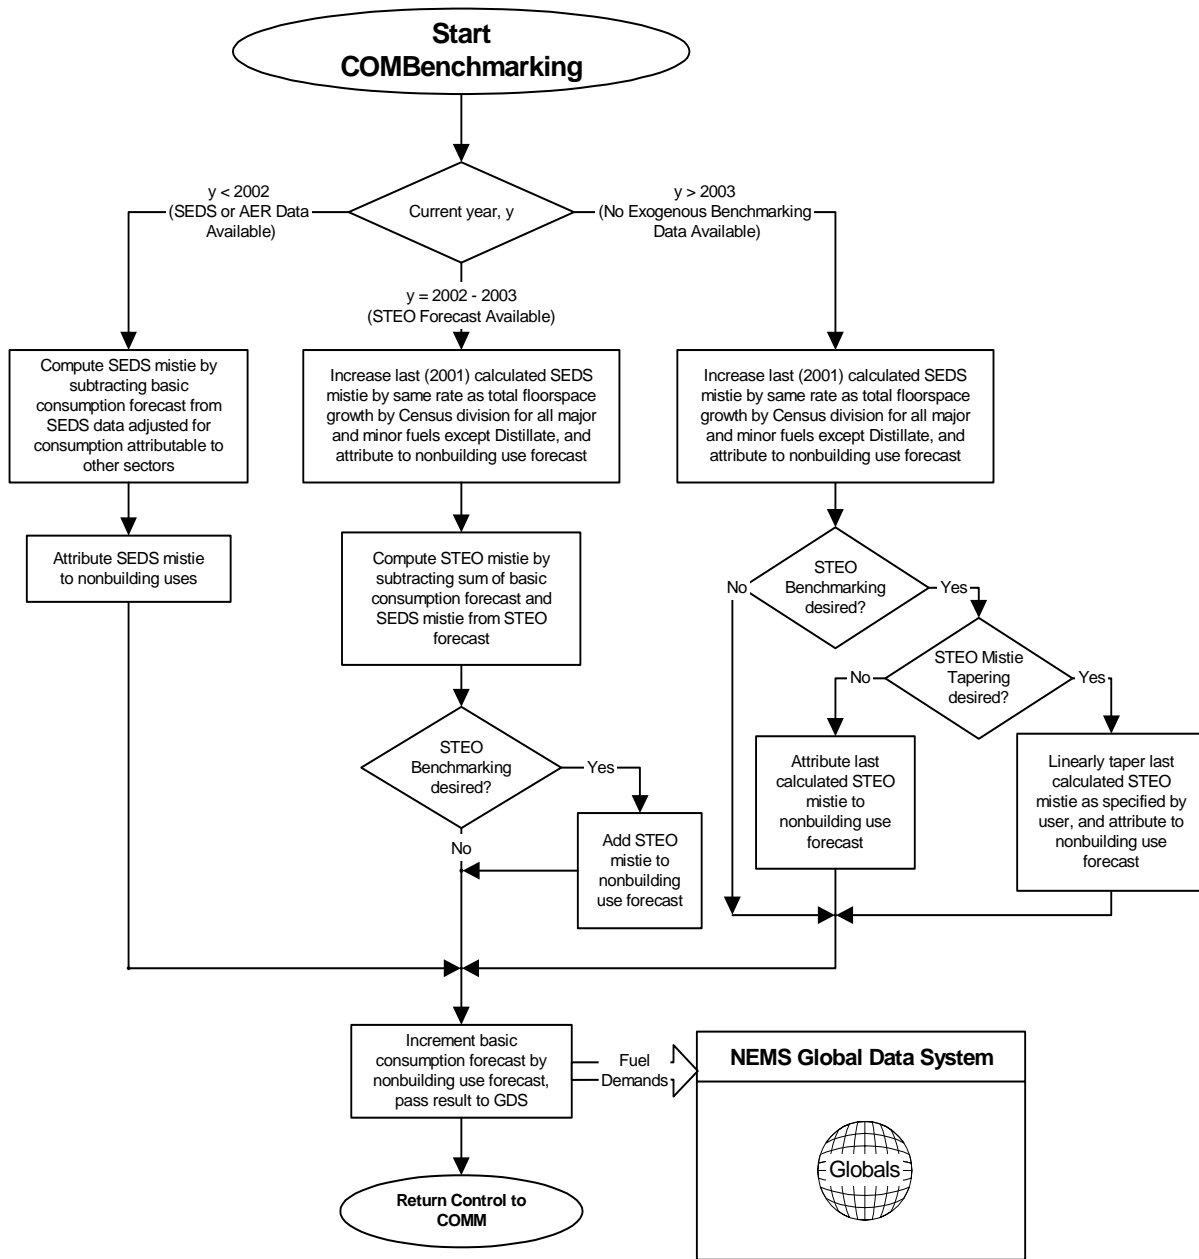 Start
COMBenchmarking
Current year, y
y < 2002
(SEDS or AER Data
Available)
y = 2002 - 2003
(STEO Forecast Available)
y > 2003
(No Exogenous Benchmarking
Data Available)
Compute SEDS mistie by
subtracting basic
consumption forecast from
SEDS data adjusted for
consumption attributable to
other sectors
Attribute SEDS mistie
to nonbuilding uses
Increase last (2001) calculated SEDS
mistie by same rate as total floorspace
growth by Census division for all major
and minor fuels except Distillate, and
attribute to nonbuilding use forecast
Compute STEO mistie by
subtracting sum of basic
consumption forecast and
SEDS mistie from STEO
forecast
STEO
Benchmarking
desired?
Yes
No
Add STEO
mistie to
nonbuilding
use forecast
Increase last (2001) calculated SEDS
mistie by same rate as total floorspace
growth by Census division for all major
and minor fuels except Distillate, and
attribute to nonbuilding use forecast
STEO
Benchmarking
desired?
No
Yes
STEO Mistie
Tapering
desired?
No
Yes
Attribute last
calculated STEO
mistie to
nonbuilding use
forecast
Linearly taper last
calculated STEO
mistie as specified by
user, and attribute to
nonbuilding use
forecast
Increment basic
consumption forecast by
nonbuilding use forecast,
pass result to GDS
Fuel
Demands
NEMS Global Data System
Globals
Return Control to
COMM